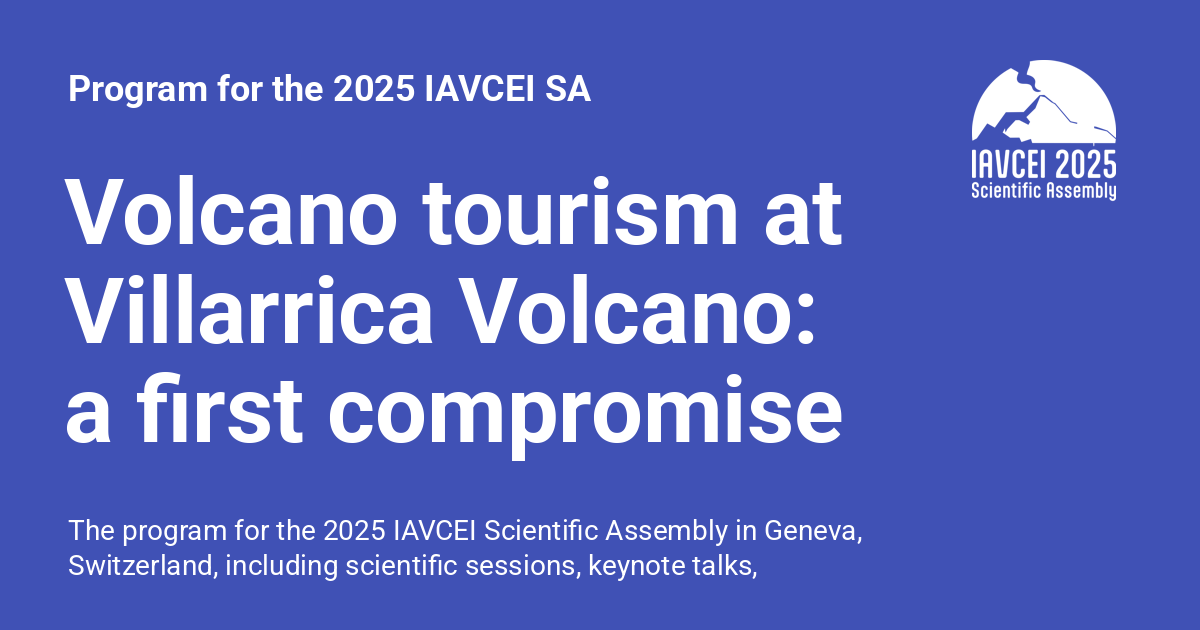 Program for the 2025 IAVCEI SA
IAVCEI 2025
Scientific Assembly
Volcano tourism at
Villarrica Volcano:
a first compromise
The program for the 2025 IAVCEI Scientific Assembly in Geneva,
Switzerland, including scientific sessions, keynote talks,